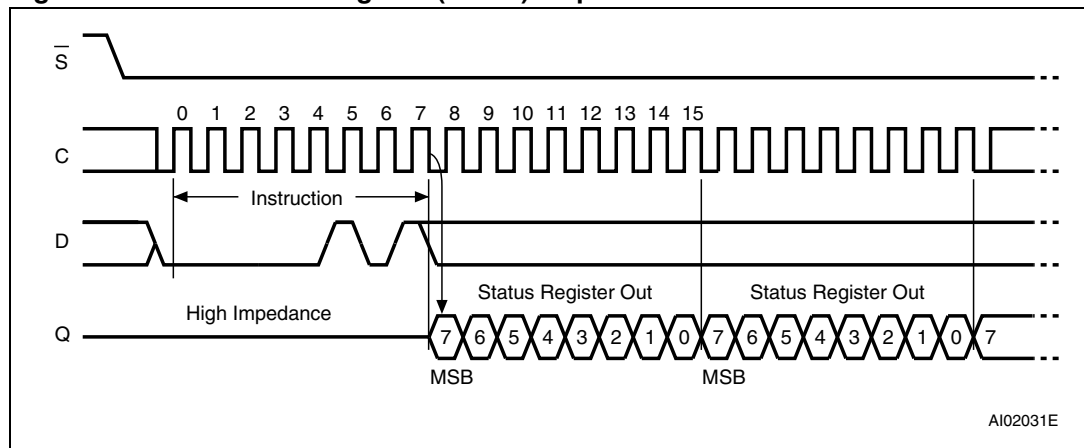 S
0 1 2 3 4 5 6 7 8 9 10 11 12 13 14 15
C
Instruction
D
Status Register Out Status Register Out
High Impedance
Q 7 6 5 4 3 2 1 0 7 6 5 4 3 2 1 0 7
MSB MSB
AI02031E